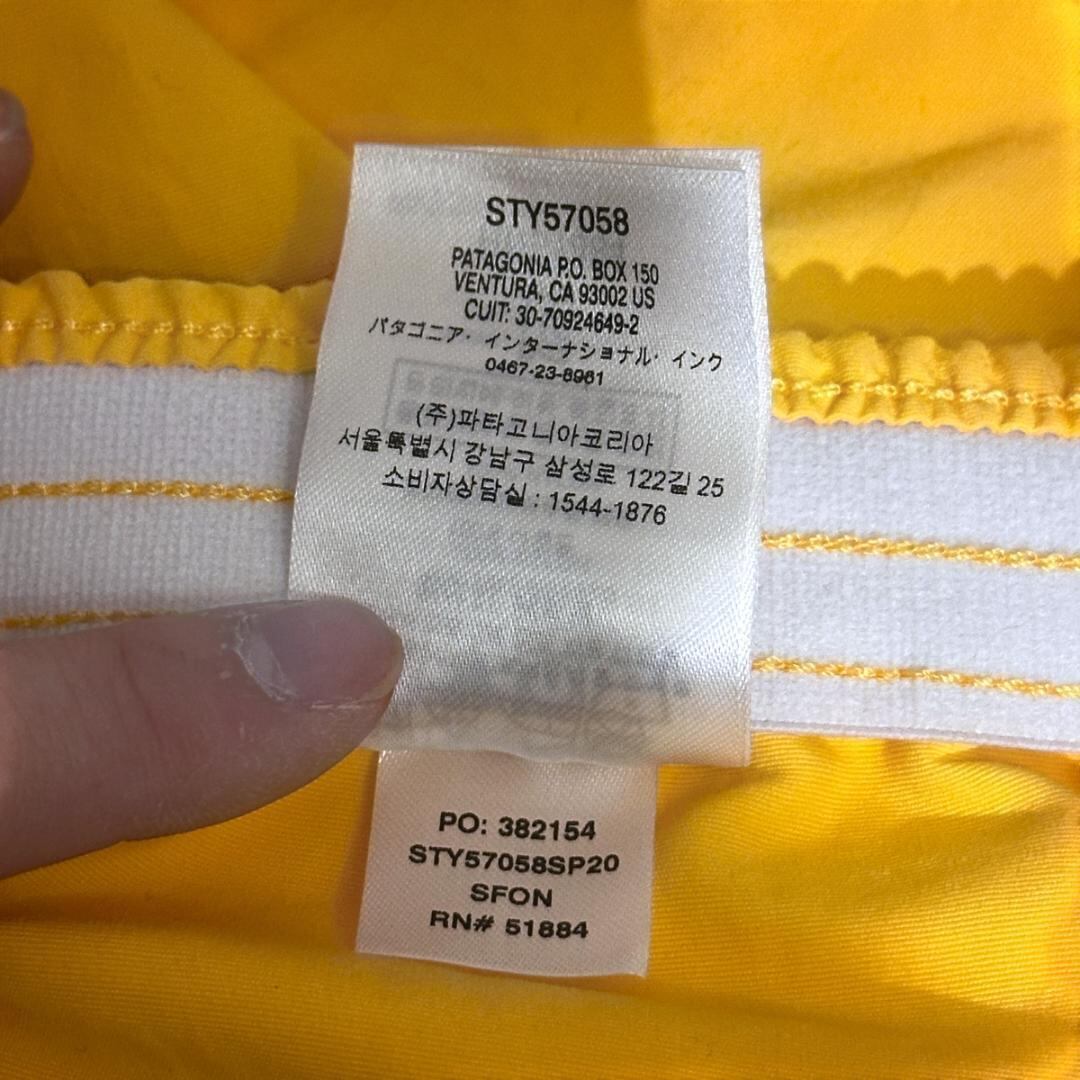 STY57058
PATAGONIA P.O. BOX 150
VENTURA, CA 93002 US
CUIT: 30-70924649-2
パタゴニア・インターナショナル・インク
0467-23-8961
(주)파타고니아코리아
서울특별시 강남구 삼성로 122길 25
소비자상담실 : 1544-1876
PO: 382154
STY57058SP20
SFON
RN# 51884